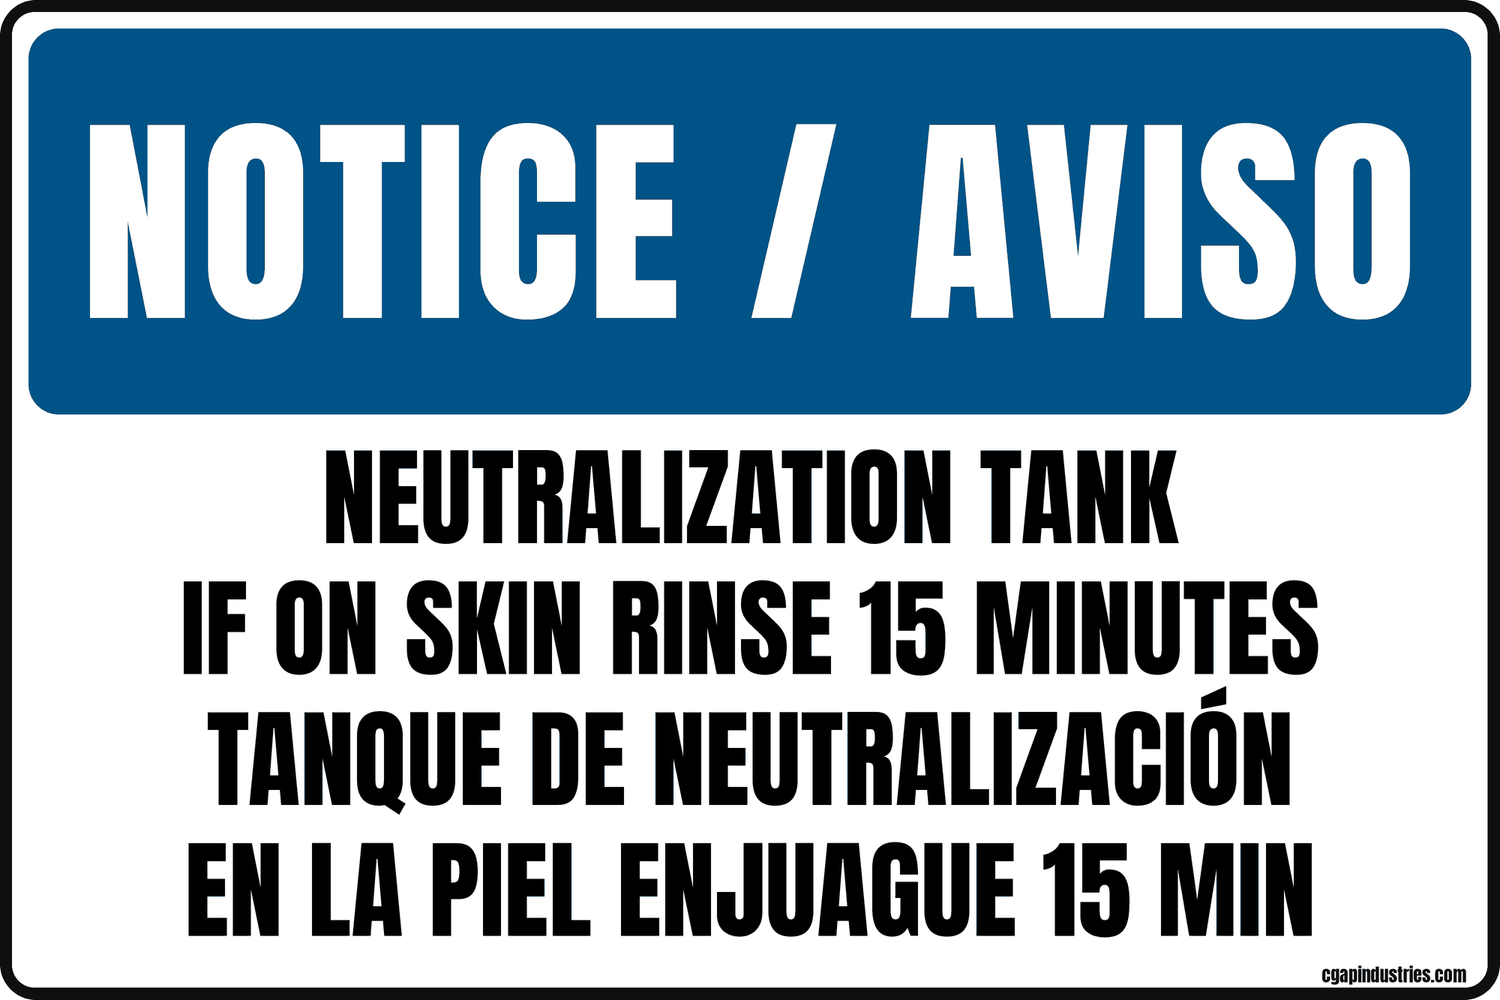 NOTICE / AVISO
NEUTRALIZATION TANK
IF ON SKIN RINSE 15 MINUTES
TANQUE DE NEUTRALIZACIÓN
EN LA PIEL ENJUAGUE 15 MIN
cgapindustries.com